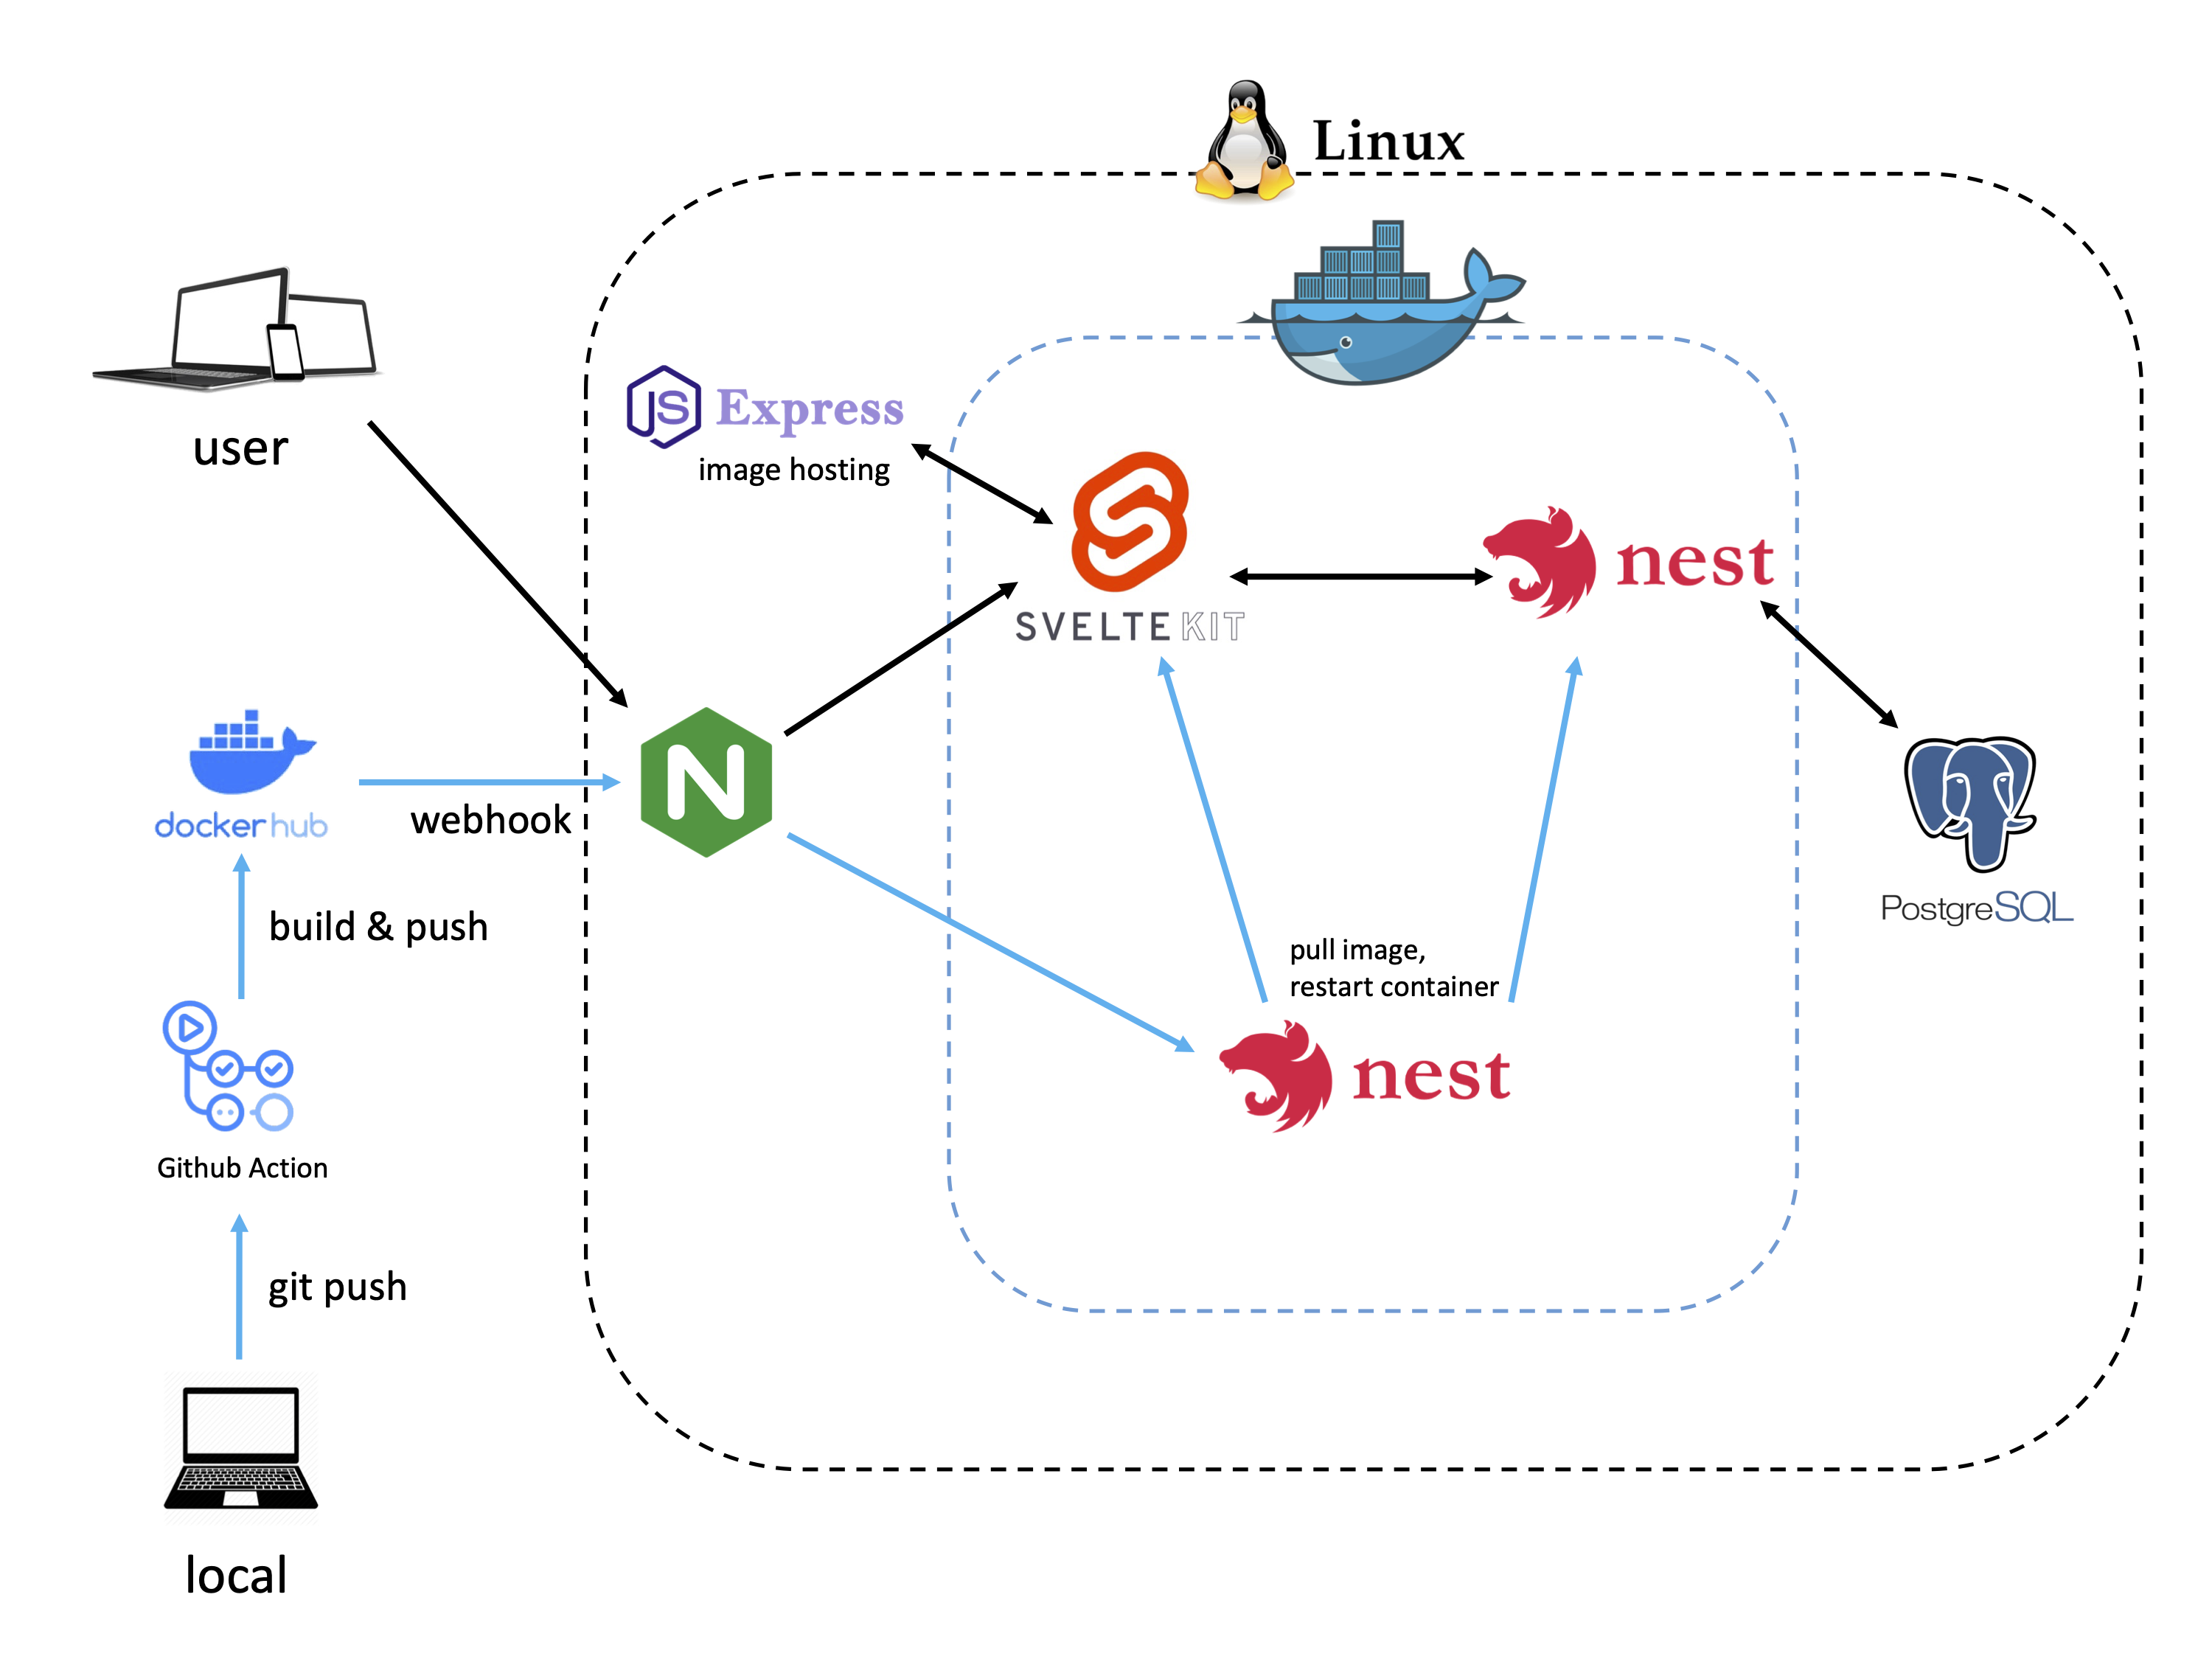 Linux
user
JS Express
image hosting
SVELTE KIT
nest
docker hub
webhook
N
PostgreSQL
build & push
pull image,
restart container
nest
Github Action
git push
local